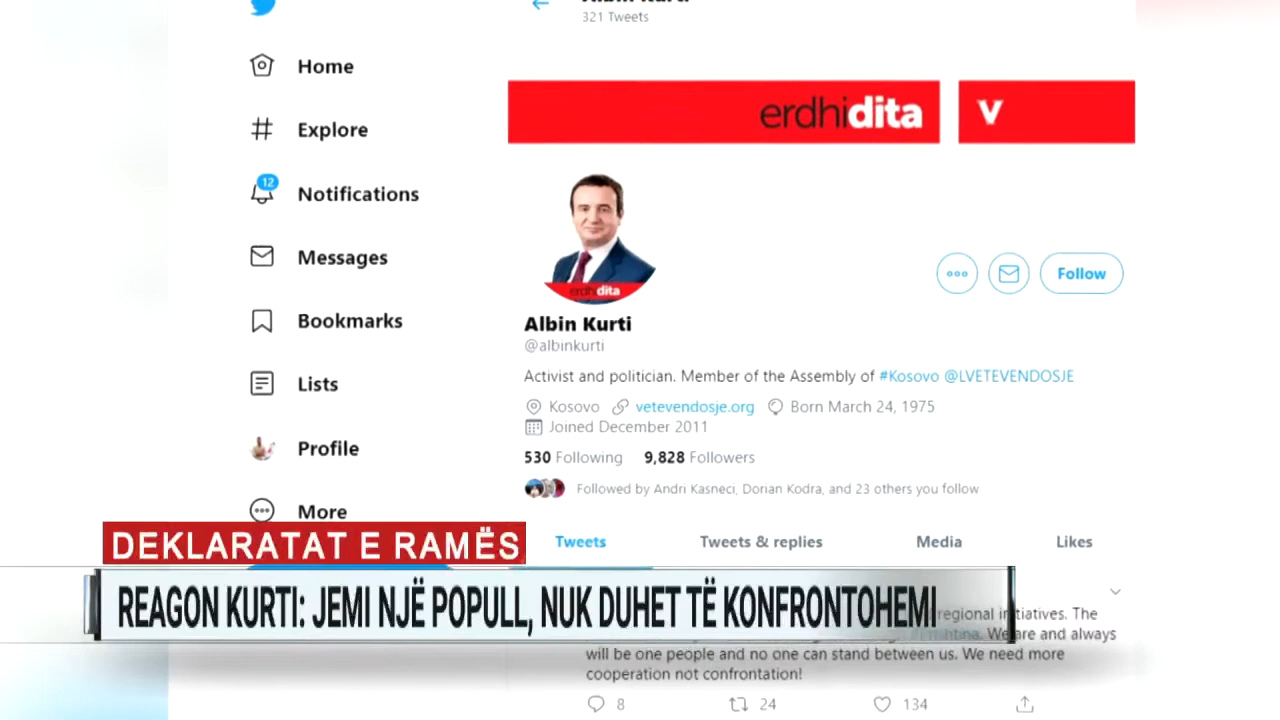 321 Tweets
Home
Explore
12
Notifications
Messages
Bookmarks
Lists
Profile
More
erdhidita
V
erdhidita
Follow
Albin Kurti
@albinkurti
Activist and politician. Member of the Assembly of #Kosovo @LVETEVENDOSJE
Kosovo vetevendosje.org Born March 24, 1975
Joined December 2011
530 Following 9,828 Followers
Followed by Andri Kasneci, Dorian Kodra, and 23 others you follow
Tweets Tweets & replies Media Likes
DEKLARATAT E RAMËS
REAGON KURTI: JEMI NJË POPULL, NUK DUHET TË KONFRONTOHEMI
regional initiatives. The
We are and always
will be one people and no one can stand between us. We need more
cooperation not confrontation!
8 24 134